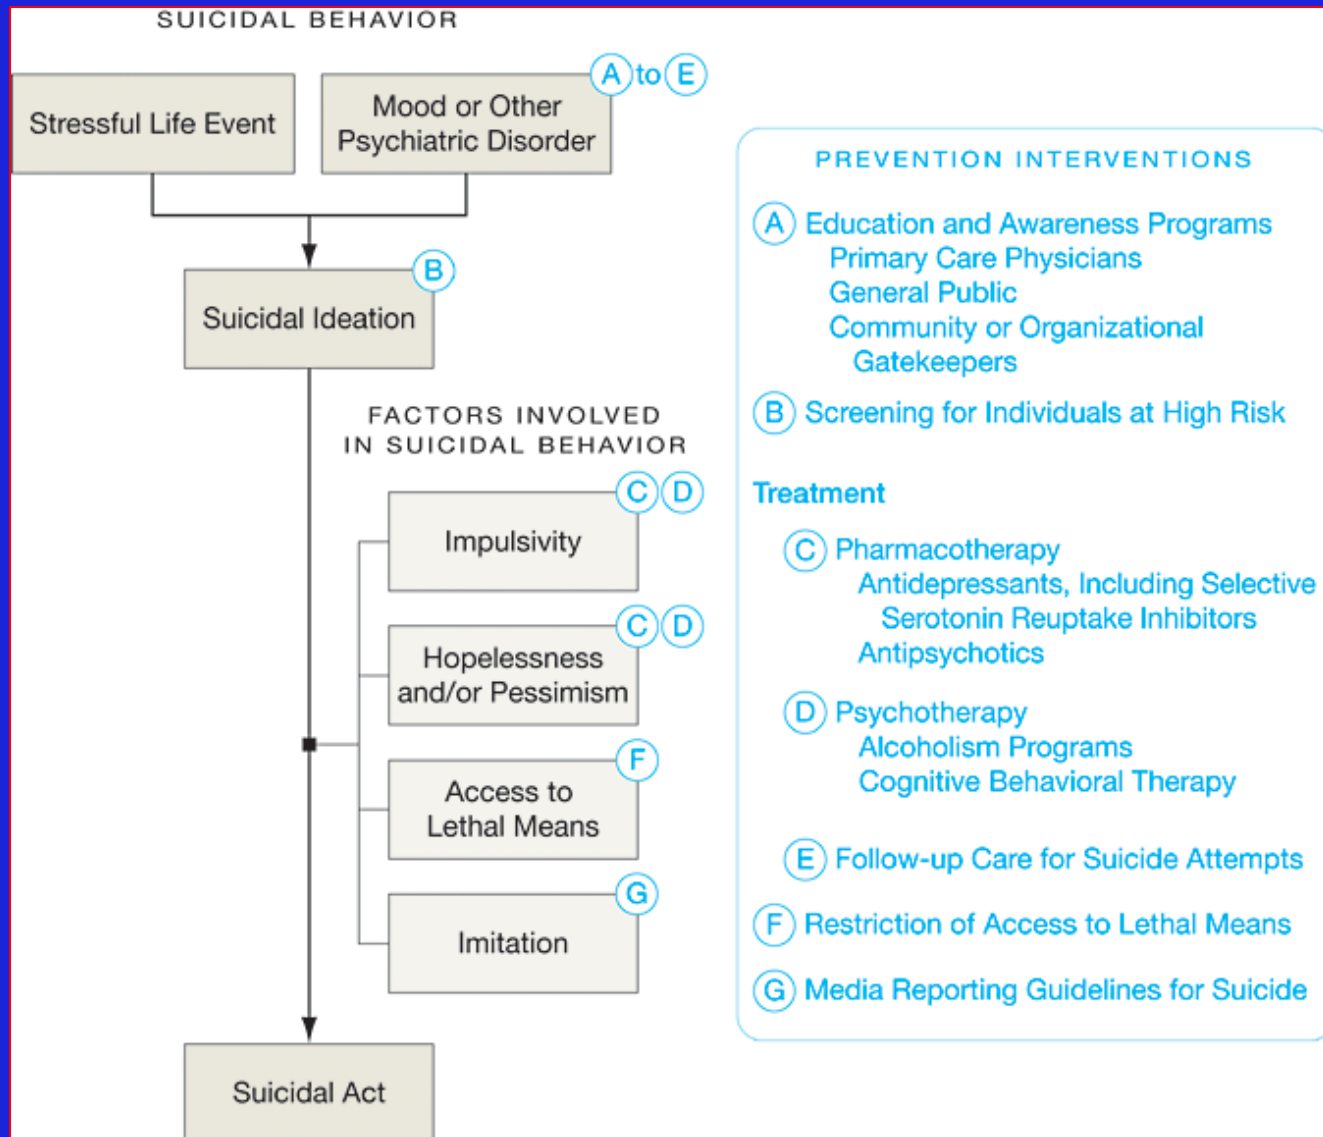 SUICIDAL BEHAVIOR
Stressful Life Event
Mood or Other
Psychiatric Disorder
A to E
Suicidal Ideation
B
FACTORS INVOLVED
IN SUICIDAL BEHAVIOR
Impulsivity
C D
Hopelessness
and/or Pessimism
C D
Access to
Lethal Means
F
Imitation
G
Suicidal Act
PREVENTION INTERVENTIONS
A Education and Awareness Programs
Primary Care Physicians
General Public
Community or Organizational
Gatekeepers
B Screening for Individuals at High Risk
Treatment
C Pharmacotherapy
Antidepressants, Including Selective
Serotonin Reuptake Inhibitors
Antipsychotics
D Psychotherapy
Alcoholism Programs
Cognitive Behavioral Therapy
E Follow-up Care for Suicide Attempts
F Restriction of Access to Lethal Means
G Media Reporting Guidelines for Suicide